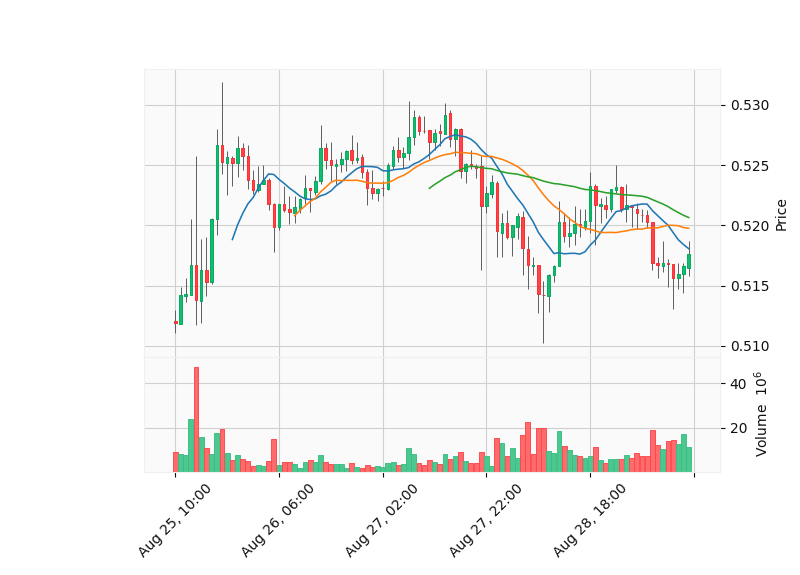 0.530
0.525
0.520
0.515
0.510
Price
40
20
Volume 10^6
Aug 25, 10:00
Aug 26, 06:00
Aug 27, 02:00
Aug 27, 22:00
Aug 28, 18:00